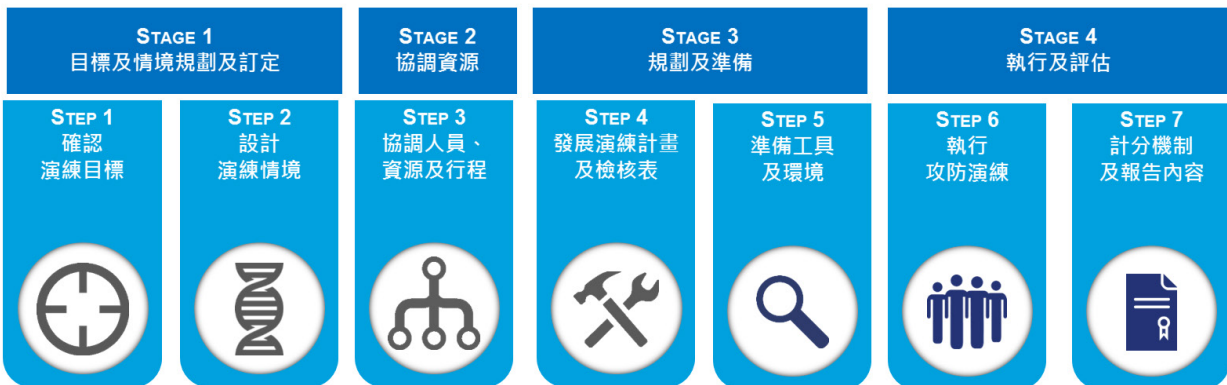 STAGE 1
目標及情境規劃及訂定
STAGE 2
協調資源
STAGE 3
規劃及準備
STAGE 4
執行及評估
STEP 1
確認
演練目標
STEP 2
設計
演練情境
STEP 3
協調人員、
資源及行程
STEP 4
發展演練計畫
及檢核表
STEP 5
準備工具
及環境
STEP 6
執行
攻防演練
STEP 7
計分機制
及報告內容